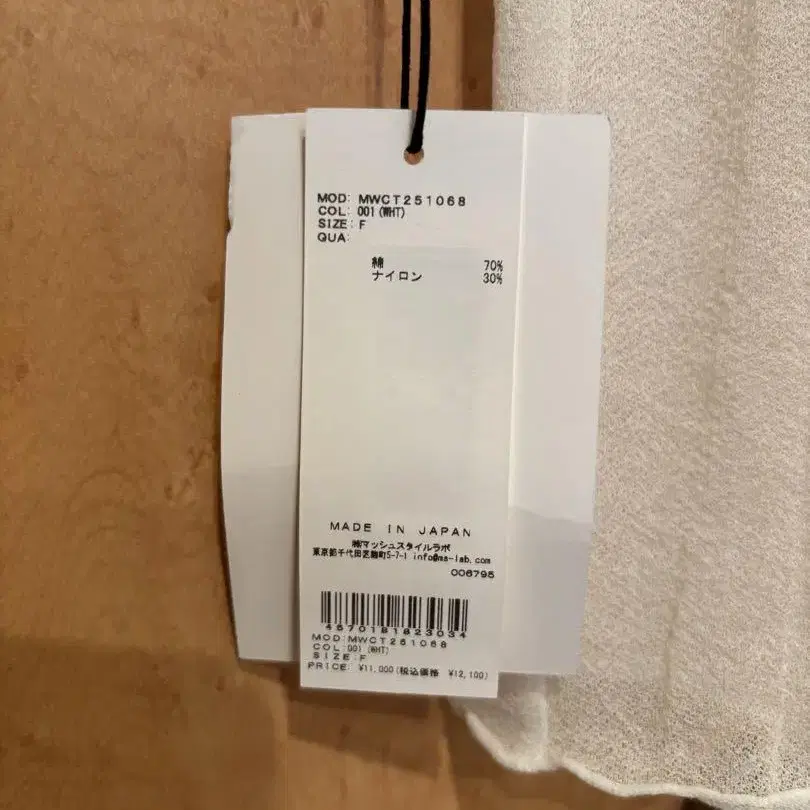 MOD: MWCT251068
COL: 001(WHT)
SIZE: F
QUA:
綿 70%
ナイロン 30%
MADE IN JAPAN
㈱マッシュスタイルラボ
東京都千代田区麹町5-7-1 info@ms-lab.com
006795
4570181823034
MOD:MWCT251068
COL:001(WHT)
SIZE:F
PRICE: ¥11,000(税込価格 ¥12,100)